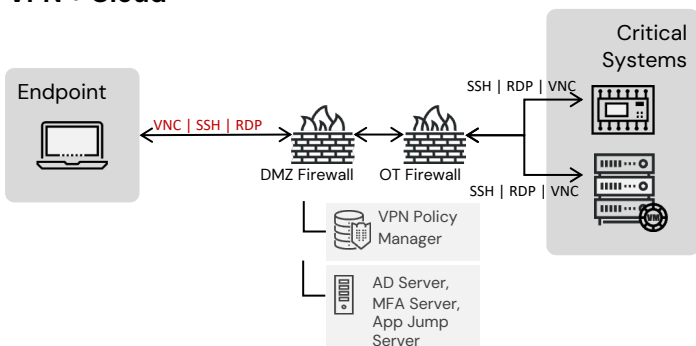 Critical
Systems
Endpoint
SSH | RDP | VNC
VNC | SSH | RDP
DMZ Firewall
OT Firewall
SSH | RDP | VNC
VPN Policy
Manager
VM
AD Server,
MFA Server,
App Jump
Server